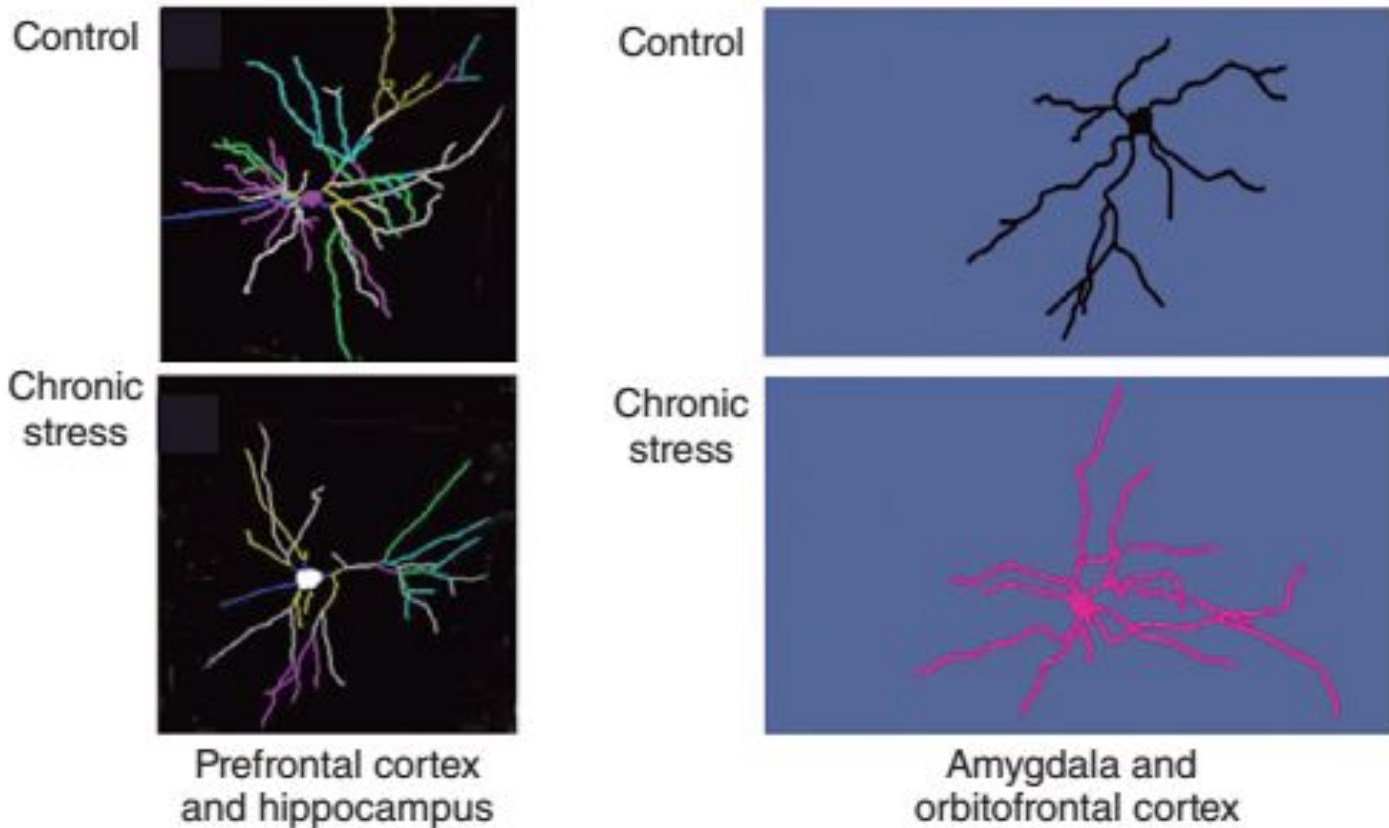 Control
Control
Chronic
stress
Chronic
stress
Prefrontal cortex
and hippocampus
Amygdala and
orbitofrontal cortex